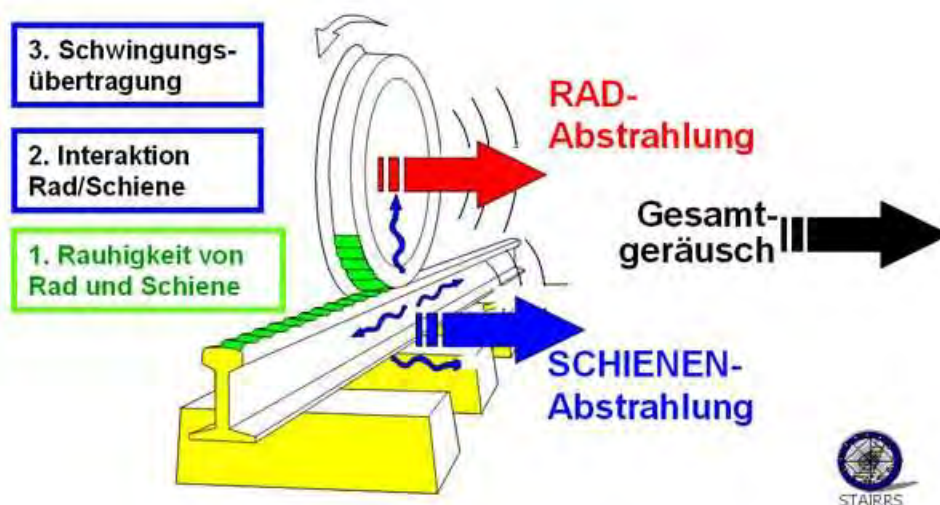 3. Schwingungs-
übertragung
2. Interaktion
Rad/Schiene
1. Rauhigkeit von
Rad und Schiene
RAD-
Abstrahlung
Gesamt-
geräusch
SCHIENEN-
Abstrahlung
STAIRRS